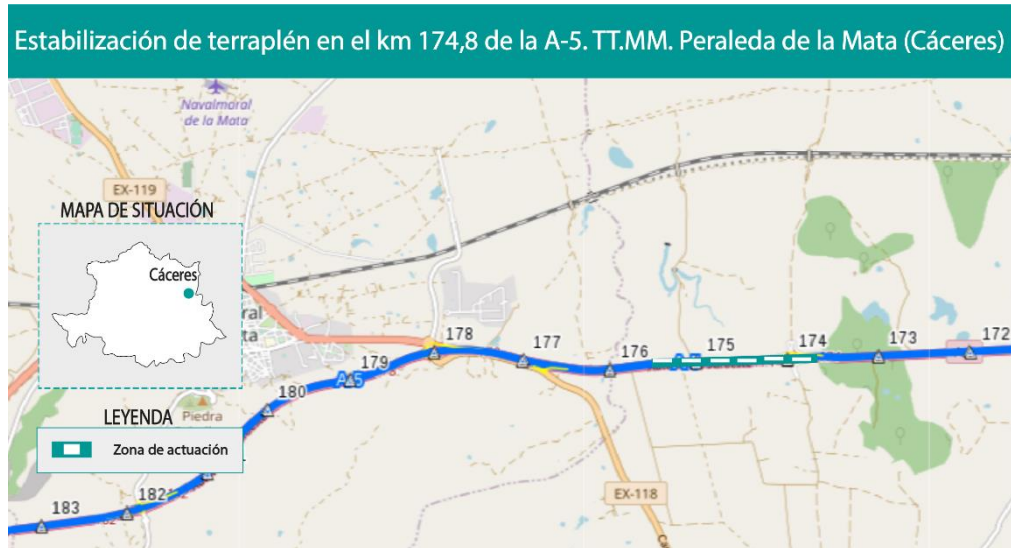 Estabilización de terraplén en el km 174,8 de la A-5. TT.MM. Peraleda de la Mata (Cáceres)
Navalmoral
de la Mata
EX-119
MAPA DE SITUACIÓN
Cáceres
ral
ta
178
177
176
175
174
173
172
179
A-5
180
LEYENDA
Piedra
Zona de actuación
182
183
EX-118